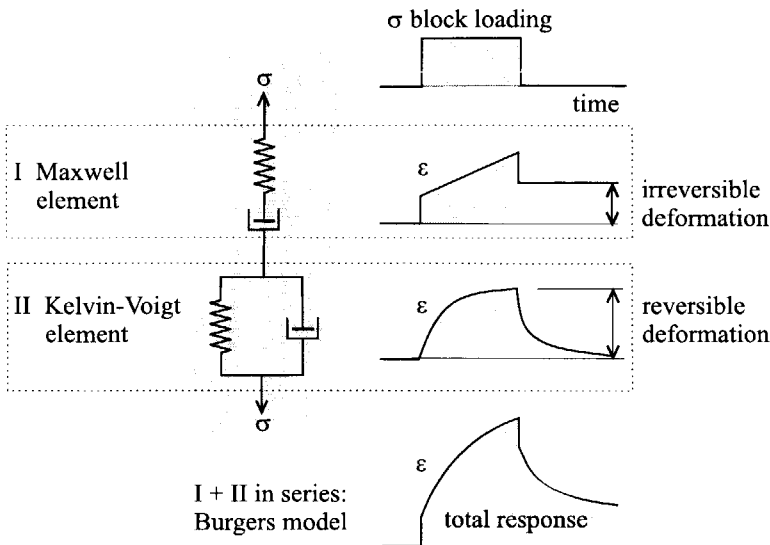 σ block loading
time
σ
I Maxwell
element
ε
irreversible
deformation
II Kelvin-Voigt
element
ε
reversible
deformation
σ
ε
I + II in series:
Burgers model
total response